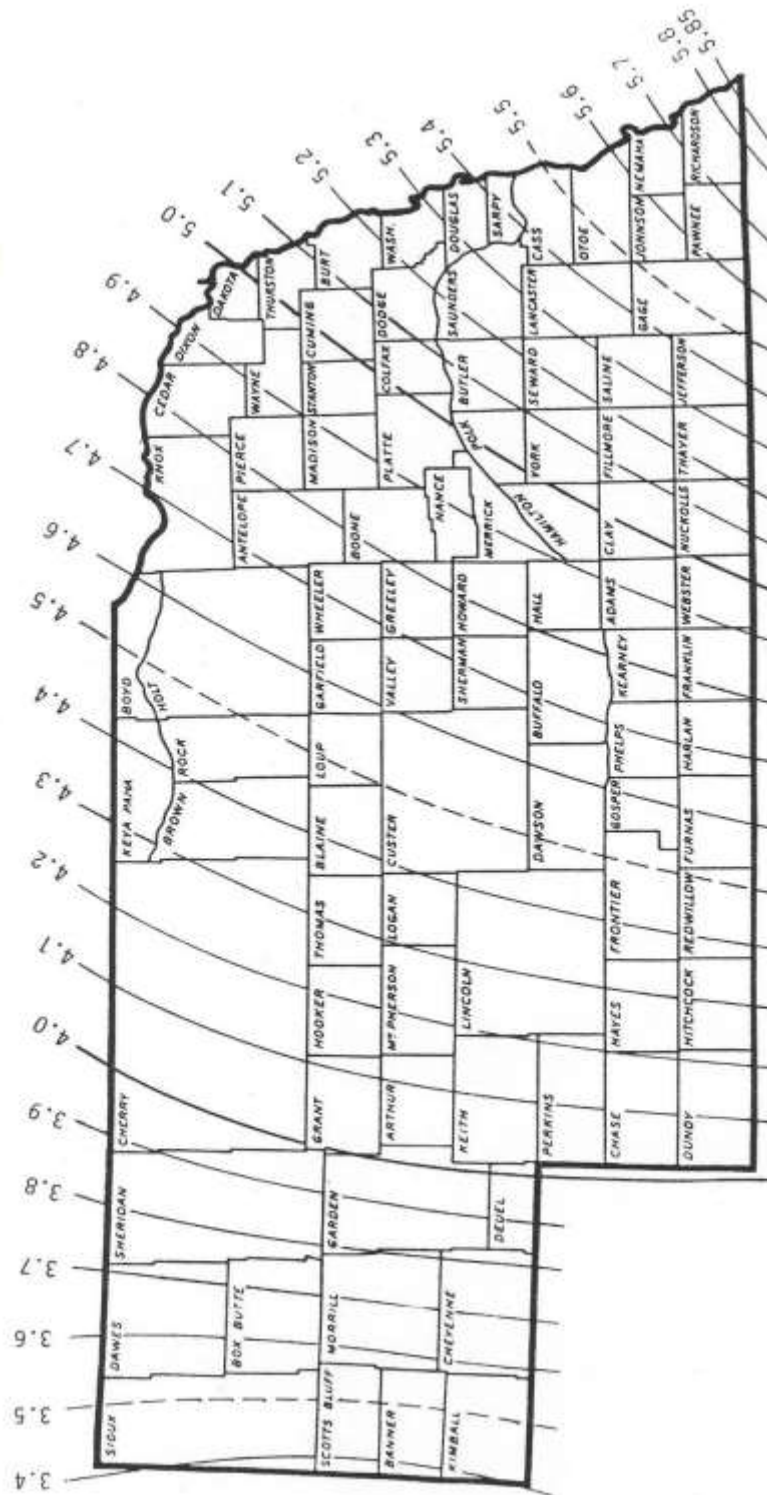 3.4
3.5
3.6
3.7
3.8
3.9
4.0
4.1
4.2
4.3
4.4
4.5
4.6
4.7
4.8
4.9
5.0
5.1
5.2
5.3
5.4
5.5
5.6
5.7
5.8
5.85
SIOUX
DAWES
BOX BUTTE
SHERIDAN
CHERRY
KEYA PAHA
BROWN
ROCK
BOYD
HOLT
KNOX
CEDAR
DIXON
DAKOTA
SCOTTS BLUFF
BANNER
KIMBALL
MORRILL
CHEYENNE
GARDEN
DEUEL
GRANT
HOOKER
THOMAS
BLAINE
LOUP
GARFIELD
WHEELER
ANTELOPE
PIERCE
WAYNE
THURSTON
ARTHUR
McPHERSON
LOGAN
CUSTER
VALLEY
GREELEY
BOONE
MADISON
STANTON
CUMING
BURT
KEITH
LINCOLN
SHERMAN
HOWARD
NANCE
MERRICK
PLATTE
POLK
COLFAX
DODGE
WASH.
PERKINS
DAWSON
BUFFALO
HALL
HAMILTON
YORK
BUTLER
SEWARD
SAUNDERS
LANCASTER
DOUGLAS
SARPY
CASS
OTOE
CHASE
HAYES
FRONTIER
GOSPER
PHELPS
KEARNEY
ADAMS
CLAY
FILLMORE
SALINE
GAGE
JOHNSON
NEMAHA
DUNDY
HITCHCOCK
REDWILLOW
FURNAS
HARLAN
FRANKLIN
WEBSTER
NUCKOLLS
THAYER
JEFFERSON
PAWNEE
RICHARDSON